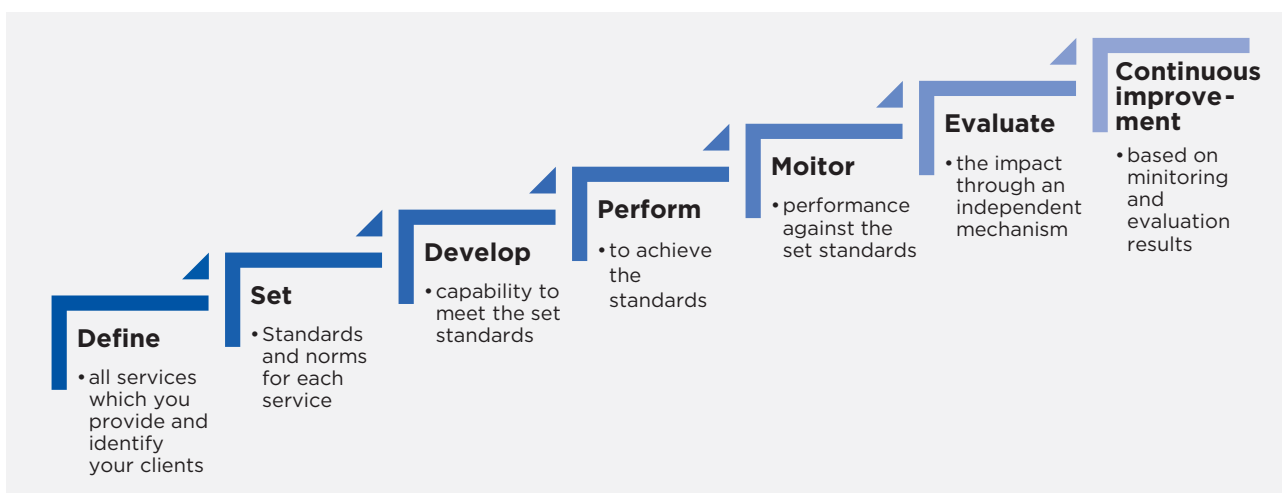 Define
• all services
which you
provide and
identify
your clients
Set
• Standards
and norms
for each
service
Develop
• capability to
meet the set
standards
Perform
• to achieve
the
standards
Moitor
• performance
against the
set standards
Evaluate
• the impact
through an
independent
mechanism
Continuous
improve-
ment
• based on
minitoring
and
evaluation
results